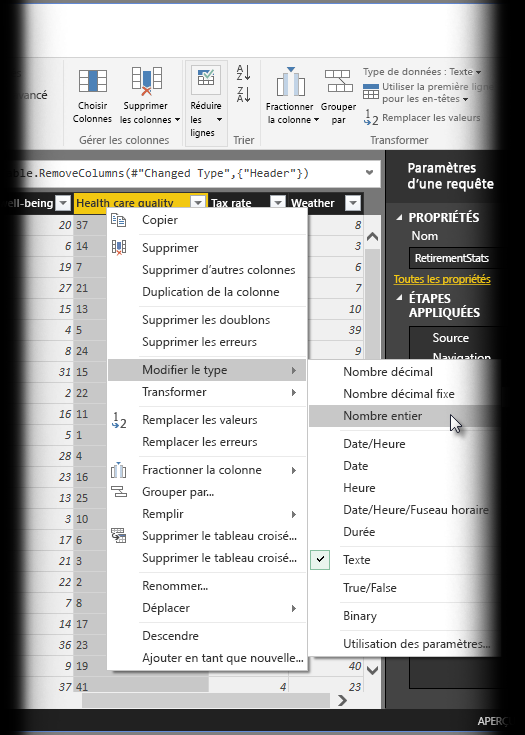 Type de données : Texte
Utiliser la première ligne
pour les en-têtes
Remplacer les valeurs
Choisir
Colonnes
Supprimer
les colonnes
Réduire
les
lignes
Fractionner
la colonne
Grouper
par
Gérer les colonnes
Trier
Transformer
ble.RemoveColumns(#"Changed Type",{"Header"})
Paramètres
d'une requête
ell-being
Health care quality
Tax rate
Weather
PROPRIÉTÉS
Nom
RetirementStats
Toutes les propriétés
ÉTAPES
APPLIQUÉES
Source
Navigation
20 37 8
6 14 3
19 7 6
27 21 7
15 13 10
4 5 39
8 24 9
31 15
2 22
16 11
5 1
28 4
23 16
13 25
3 10
17 6
21 3
22 2
7 8
14 17
36 23
9 19 40
37 41 4 23
Copier
Supprimer
Supprimer d'autres colonnes
Duplication de la colonne
Supprimer les doublons
Supprimer les erreurs
Modifier le type
Transformer
Remplacer les valeurs
Remplacer les erreurs
Fractionner la colonne
Grouper par...
Remplir
Supprimer le tableau croisé...
Supprimer le tableau croisé...
Renommer...
Déplacer
Descendre
Ajouter en tant que nouvelle...
Nombre décimal
Nombre décimal fixe
Nombre entier
Date/Heure
Date
Heure
Date/Heure/Fuseau horaire
Durée
Texte
True/False
Binary
Utilisation des paramètres...